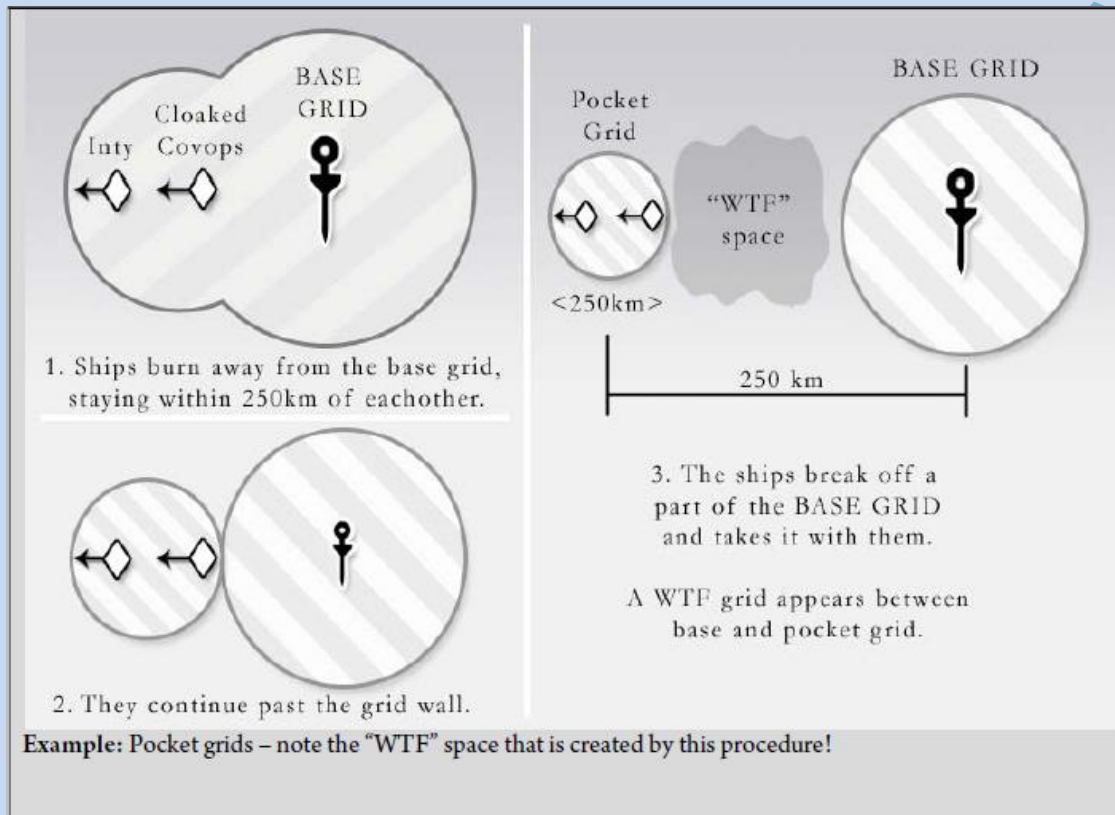 BASE
GRID
Cloaked
Covops
Inty
1. Ships burn away from the base grid,
staying within 250km of eachother.
2. They continue past the grid wall.
BASE GRID
Pocket
Grid
“WTF”
space
<250km>
250 km
3. The ships break off a
part of the BASE GRID
and takes it with them.
A WTF grid appears between
base and pocket grid.
Example: Pocket grids – note the “WTF” space that is created by this procedure!